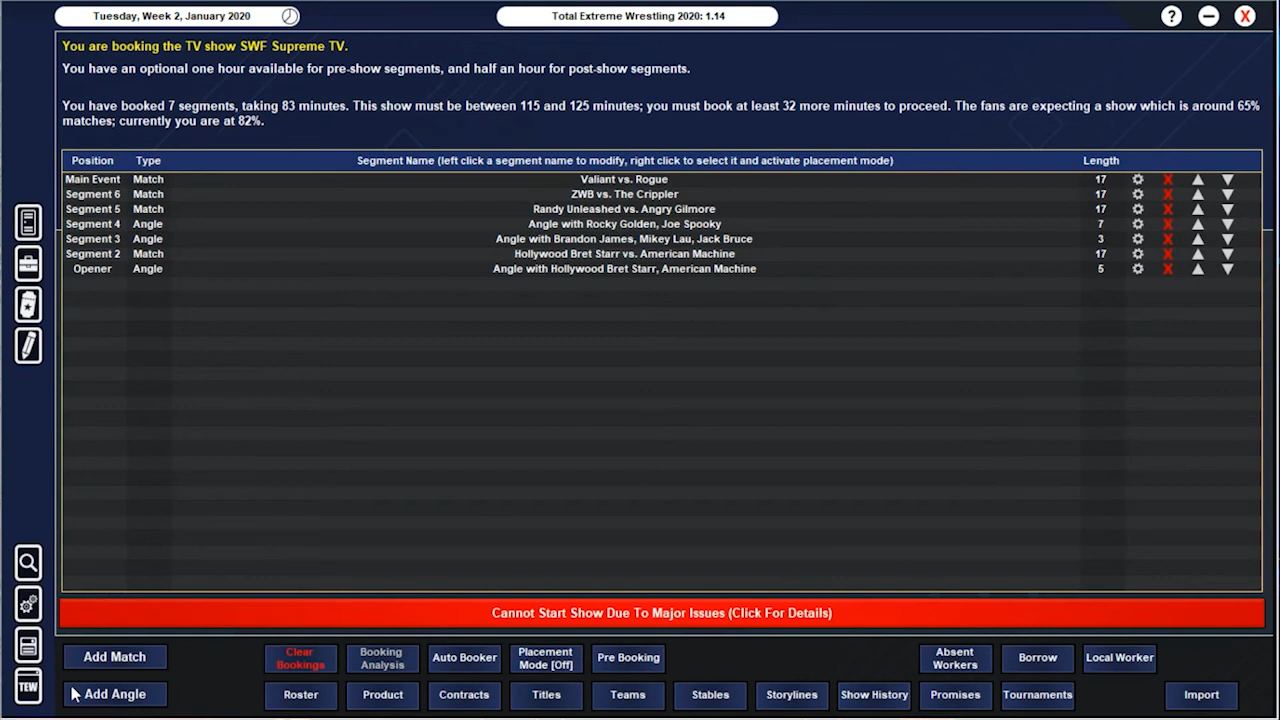 Tuesday, Week 2, January 2020
Total Extreme Wrestling 2020: 1.14
?
X
You are booking the TV show SWF Supreme TV.
You have an optional one hour available for pre-show segments, and half an hour for post-show segments.
You have booked 7 segments, taking 83 minutes. This show must be between 115 and 125 minutes; you must book at least 32 more minutes to proceed. The fans are expecting a show which is around 65%
matches; currently you are at 82%.
Position Type Segment Name (left click a segment name to modify, right click to select it and activate placement mode) Length
Main Event Match Valiant vs. Rogue 17 X
Segment 6 Match ZWB vs. The Crippler 17 X
Segment 5 Match Randy Unleashed vs. Angry Gilmore 17 X
Segment 4 Angle Angle with Rocky Golden, Joe Spooky 7 X
Segment 3 Angle Angle with Brandon James, Mikey Lau, Jack Bruce 3 X
Segment 2 Match Hollywood Bret Starr vs. American Machine 17 X
Opener Angle Angle with Hollywood Bret Starr, American Machine 5 X
Cannot Start Show Due To Major Issues (Click For Details)
Add Match
Clear
Bookings
Booking
Analysis
Auto Booker
Placement
Mode [Off]
Pre Booking
Absent
Workers
Borrow
Local Worker
TEW
Add Angle
Roster
Product
Contracts
Titles
Teams
Stables
Storylines
Show History
Promises
Tournaments
Import